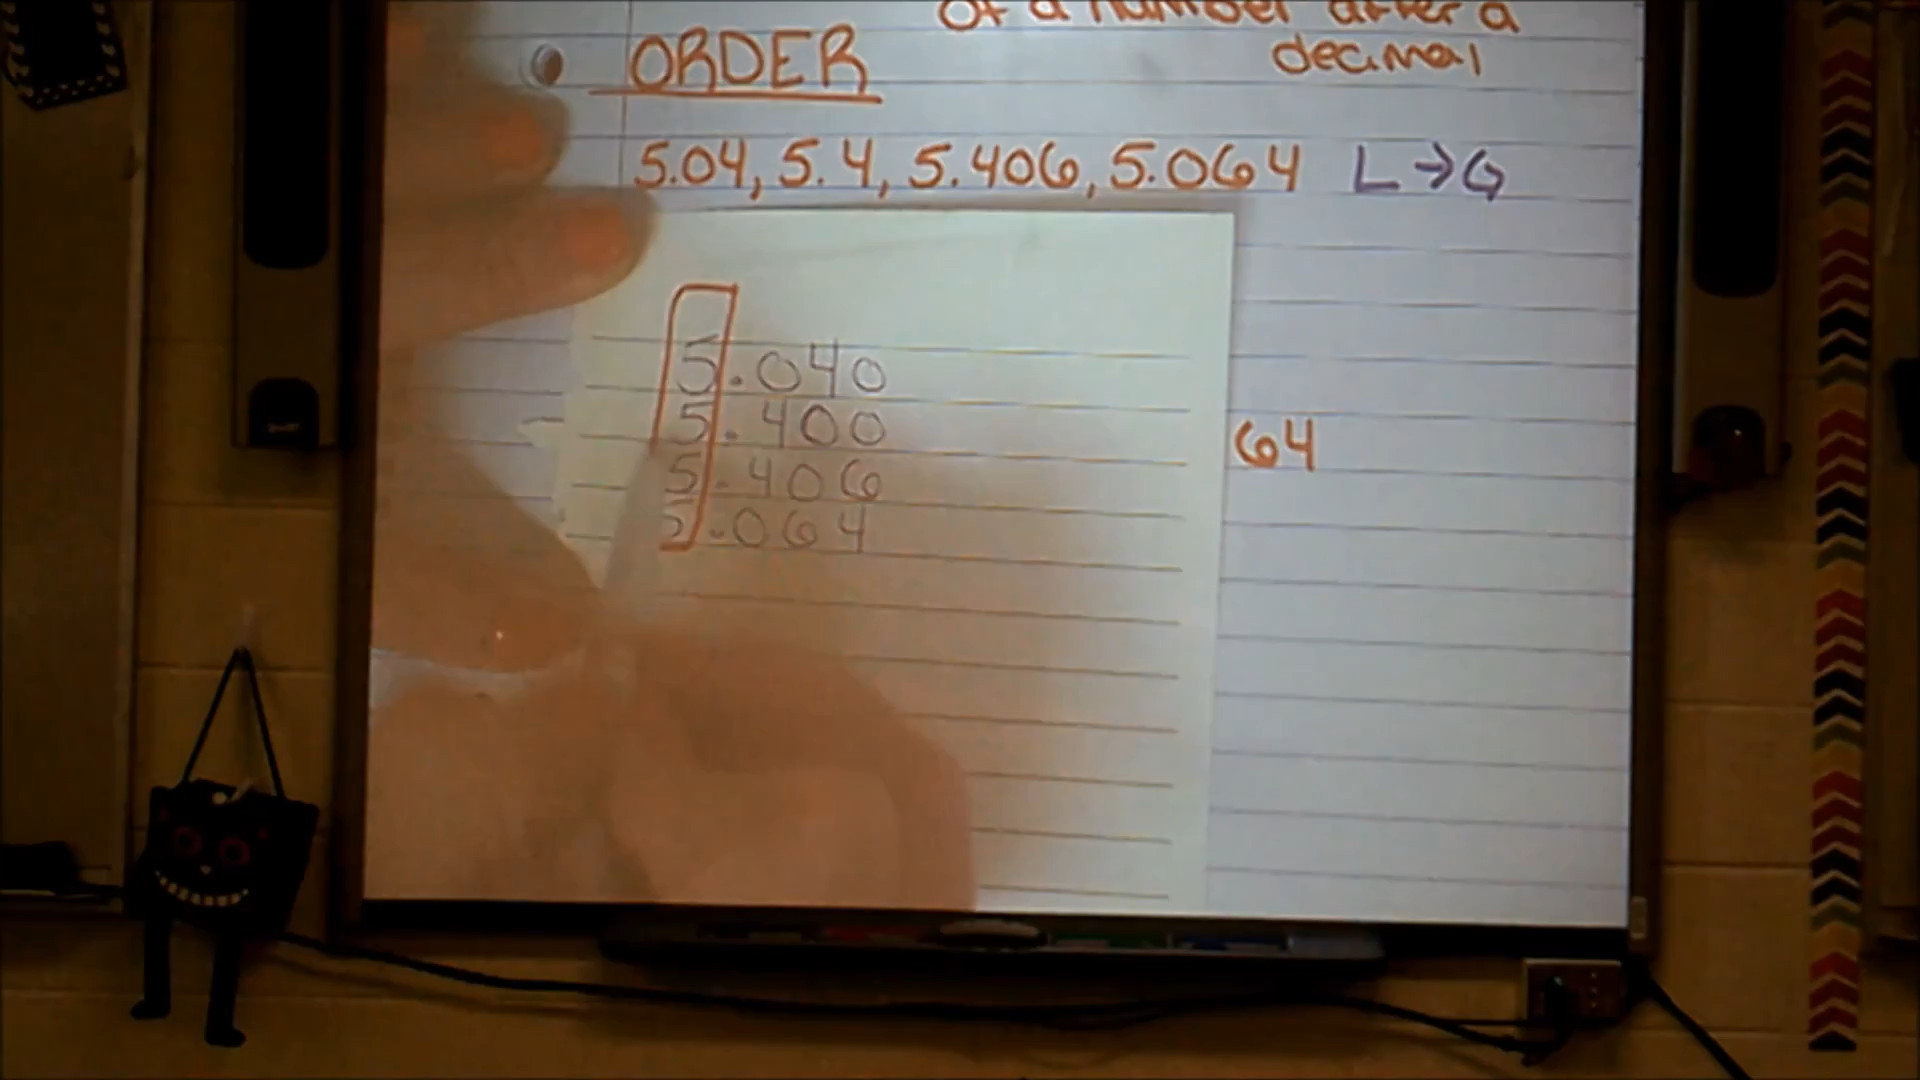 of a number after a
decimal
ORDER
5.04, 5.4, 5.406, 5.064 L→G
5.040
5.400
5.406
5.064
64